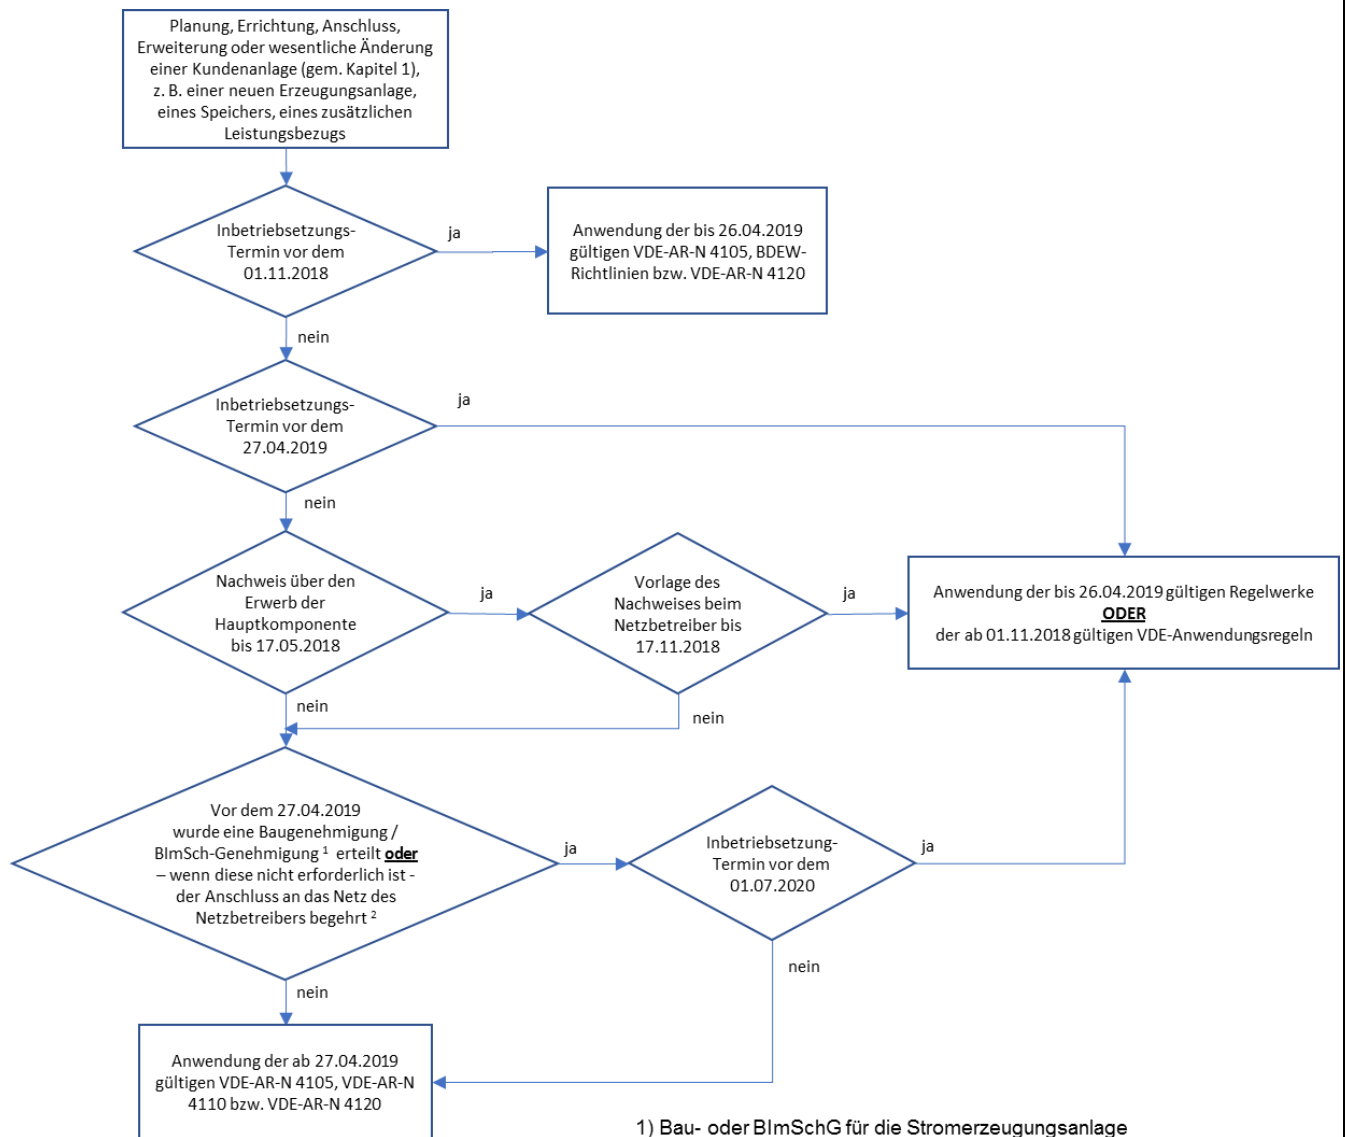 Planung, Errichtung, Anschluss,
Erweiterung oder wesentliche Änderung
einer Kundenanlage (gem. Kapitel 1),
z. B. einer neuen Erzeugungsanlage,
eines Speichers, eines zusätzlichen
Leistungsbezugs
Inbetriebsetzungs-
Termin vor dem
01.11.2018
ja
Anwendung der bis 26.04.2019
gültigen VDE-AR-N 4105, BDEW-
Richtlinien bzw. VDE-AR-N 4120
nein
Inbetriebsetzungs-
Termin vor dem
27.04.2019
ja
nein
Nachweis über den
Erwerb der
Hauptkomponente
bis 17.05.2018
ja
Vorlage des
Nachweises beim
Netzbetreiber bis
17.11.2018
ja
Anwendung der bis 26.04.2019 gültigen Regelwerke
ODER
der ab 01.11.2018 gültigen VDE-Anwendungsregeln
nein
nein
Vor dem 27.04.2019
wurde eine Baugenehmigung /
BImSch-Genehmigung ¹ erteilt oder
– wenn diese nicht erforderlich ist -
der Anschluss an das Netz des
Netzbetreibers begehrt ²
ja
Inbetriebsetzung-
Termin vor dem
01.07.2020
ja
nein
nein
Anwendung der ab 27.04.2019
gültigen VDE-AR-N 4105, VDE-AR-N
4110 bzw. VDE-AR-N 4120
1) Bau- oder BImSchG für die Stromerzeugungsanlage